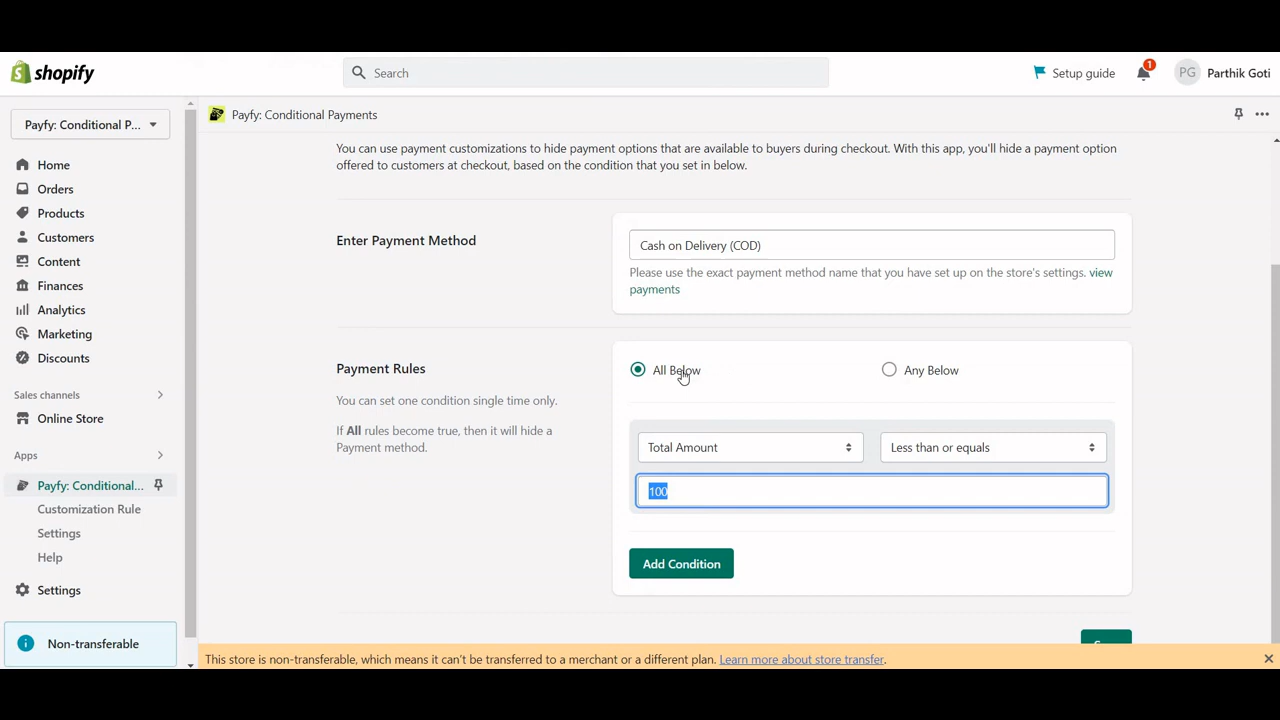 shopify
Search
Setup guide
1
PG
Parthik Goti
Payfy: Conditional P...
Payfy: Conditional Payments
Home
Orders
Products
Customers
Content
Finances
Analytics
Marketing
Discounts
Sales channels
Online Store
Apps
Payfy: Conditional...
Customization Rule
Settings
Help
Settings
Non-transferable
You can use payment customizations to hide payment options that are available to buyers during checkout. With this app, you'll hide a payment option
offered to customers at checkout, based on the condition that you set in below.
Enter Payment Method
Cash on Delivery (COD)
Please use the exact payment method name that you have set up on the store's settings. view
payments
Payment Rules
You can set one condition single time only.
If All rules become true, then it will hide a
Payment method.
All Below
Any Below
Total Amount
Less than or equals
100
Add Condition
This store is non-transferable, which means it can't be transferred to a merchant or a different plan. Learn more about store transfer.